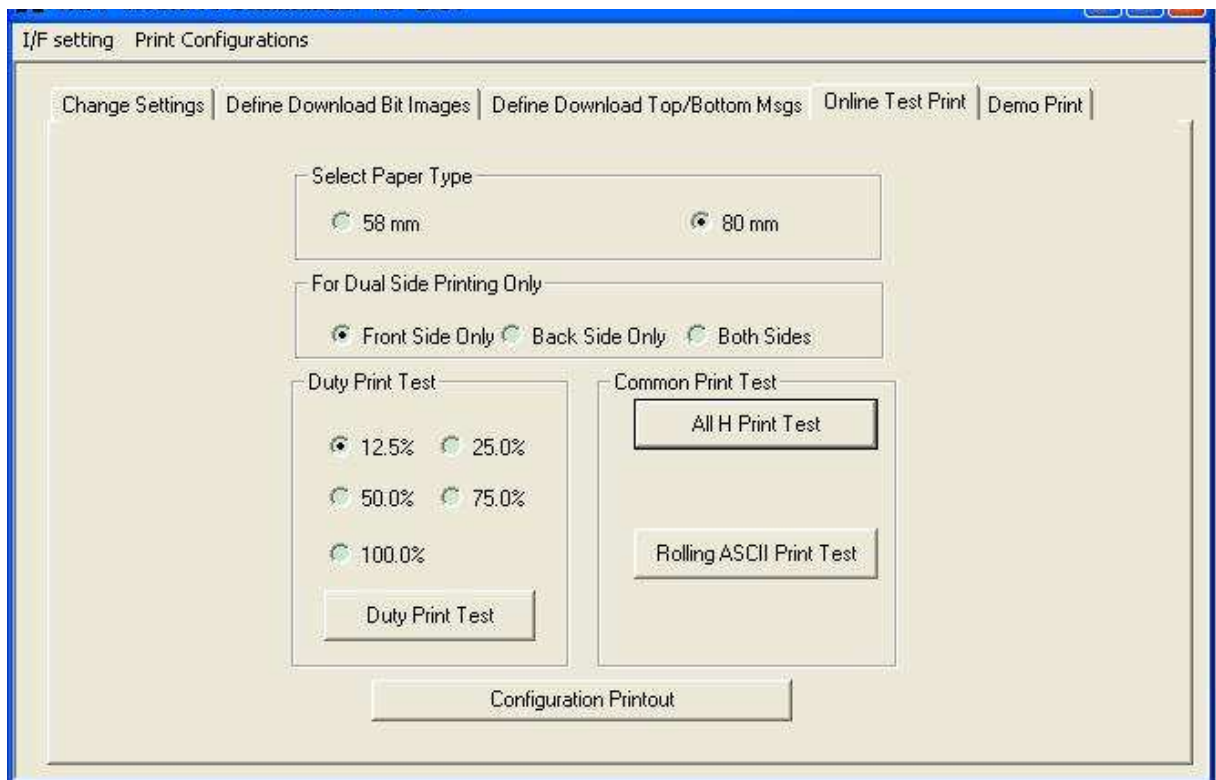 I/F setting Print Configurations
Change Settings Define Download Bit Images Define Download Top/Bottom Msgs Online Test Print Demo Print
Select Paper Type
58 mm 80 mm
For Dual Side Printing Only
Front Side Only Back Side Only Both Sides
Duty Print Test
12.5% 25.0%
50.0% 75.0%
100.0%
Duty Print Test
Common Print Test
All H Print Test
Rolling ASCII Print Test
Configuration Printout